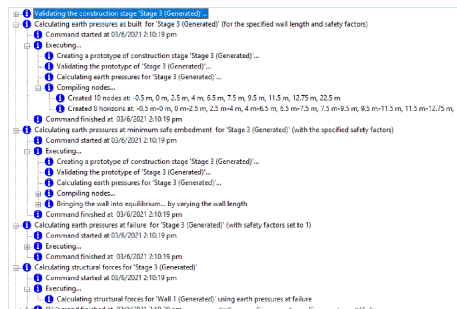 Validating the construction stage 'Stage 3 (Generated)'...
Calculating earth pressures as built for 'Stage 3 (Generated)' (for the specified wall length and safety factors)
Command started at 03/6/2021 2:10:19 pm
Executing...
Creating a prototype of construction stage 'Stage 3 (Generated)'...
Validating the prototype of 'Stage 3 (Generated)'...
Calculating earth pressures for 'Stage 3 (Generated)'...
Compiling nodes...
Created 10 nodes at: -0.5 m, 0 m, 2.5 m, 4 m, 6.5 m, 7.5 m, 9.5 m, 11.5 m, 12.75 m, 22.5 m
Created 8 horizons at: -0.5 m÷0 m, 0 m÷2.5 m, 2.5 m÷4 m, 4 m÷6.5 m, 6.5 m÷7.5 m, 7.5 m÷9.5 m, 9.5 m÷11.5 m, 11.5 m÷12.75 m,
Command finished at 03/6/2021 2:10:19 pm
Calculating earth pressures at minimum safe embedment for 'Stage 3 (Generated)' (with the specified safety factors)
Command started at 03/6/2021 2:10:19 pm
Executing...
Creating a prototype of construction stage 'Stage 3 (Generated)'...
Validating the prototype of 'Stage 3 (Generated)'...
Calculating earth pressures for 'Stage 3 (Generated)'...
Compiling nodes...
Bringing the wall into equilibrium... by varying the wall length
Command finished at 03/6/2021 2:10:19 pm
Calculating earth pressures at failure for 'Stage 3 (Generated)' (with safety factors set to 1)
Command started at 03/6/2021 2:10:19 pm
Executing...
Command finished at 03/6/2021 2:10:19 pm
Calculating structural forces for 'Stage 3 (Generated)'
Command started at 03/6/2021 2:10:19 pm
Executing...
Calculating structural forces for 'Wall 1 (Generated)' using earth pressures at failure